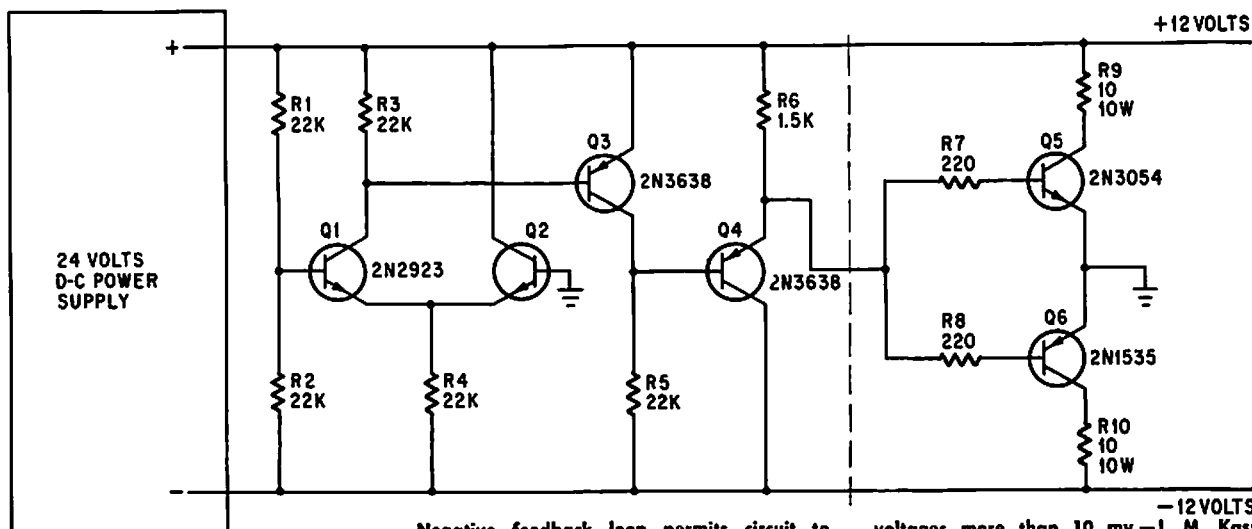 +12 VOLTS
+
R1
22K
R3
22K
Q3
2N3638
R6
1.5K
R9
10
10W
R7
220
Q5
2N3054
Q1
2N2923
Q2
Q4
2N3638
24 VOLTS
D-C POWER
SUPPLY
R8
220
Q6
2N1535
R2
22K
R4
22K
R5
22K
R10
10
10W
-
-12 VOLTS
Negative feedback loop permits circuit to
voltages more than 10 mv.—J. M. Kas